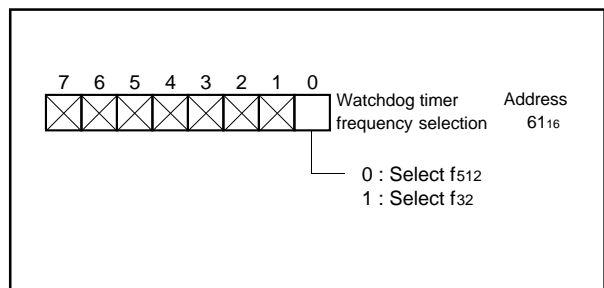 7 6 5 4 3 2 1 0
Watchdog timer Address
frequency selection 61₁₆
0 : Select f₅₁₂
1 : Select f₃₂